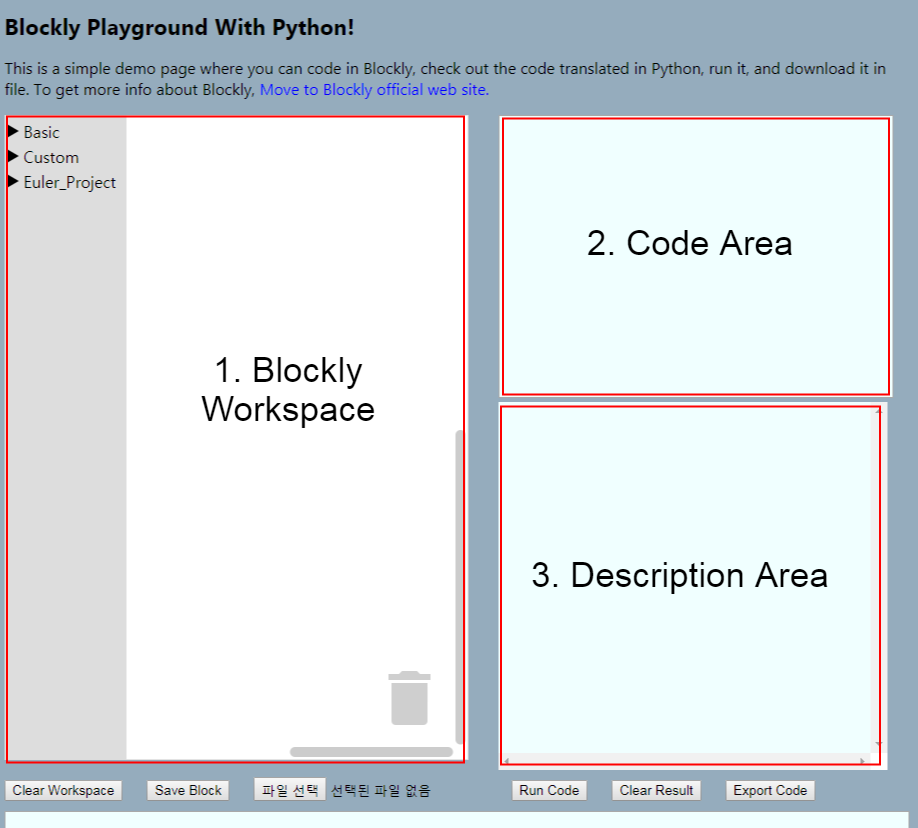 Blockly Playground With Python!
This is a simple demo page where you can code in Blockly, check out the code translated in Python, run it, and download it in
file. To get more info about Blockly, Move to Blockly official web site.
Basic
Custom
Euler_Project
1. Blockly
Workspace
2. Code Area
3. Description Area
Clear Workspace
Save Block
파일 선택 선택된 파일 없음
Run Code
Clear Result
Export Code